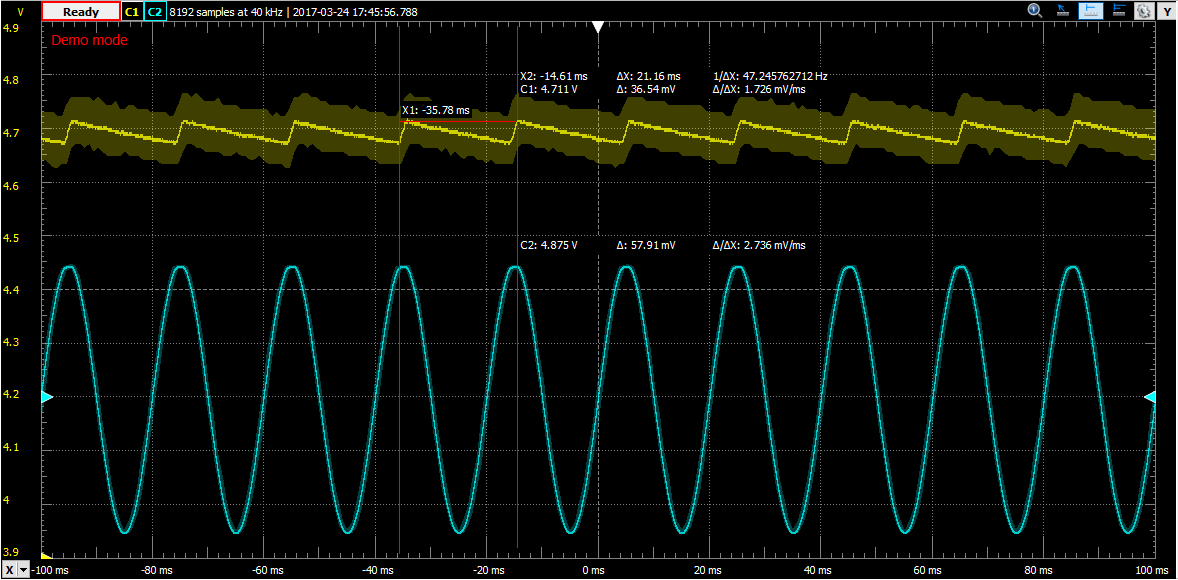 V Ready C1 C2 8192 samples at 40 kHz | 2017-03-24 17:45:56.788 Y
4.9
Demo mode
4.8
X2: -14.61 ms ΔX: 21.16 ms 1/ΔX: 47.245762712 Hz
C1: 4.711 V Δ: 36.54 mV Δ/ΔX: 1.726 mV/ms
X1: -35.78 ms
4.7
4.6
4.5
C2: 4.875 V Δ: 57.91 mV Δ/ΔX: 2.736 mV/ms
4.4
4.3
4.2
4.1
4
3.9
X -100 ms -80 ms -60 ms -40 ms -20 ms 0 ms 20 ms 40 ms 60 ms 80 ms 100 ms